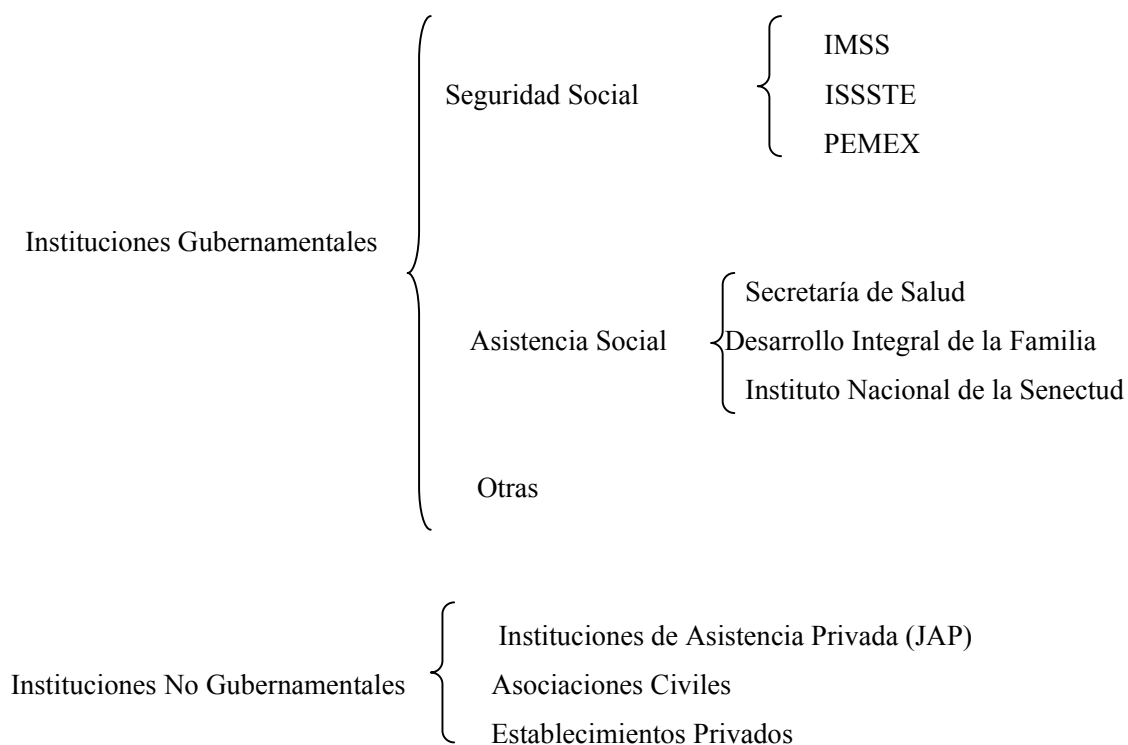 IMSS
Seguridad Social
ISSSTE
PEMEX
Instituciones Gubernamentales
Secretaría de Salud
Asistencia Social
Desarrollo Integral de la Familia
Instituto Nacional de la Senectud
Otras
Instituciones de Asistencia Privada (JAP)
Instituciones No Gubernamentales
Asociaciones Civiles
Establecimientos Privados